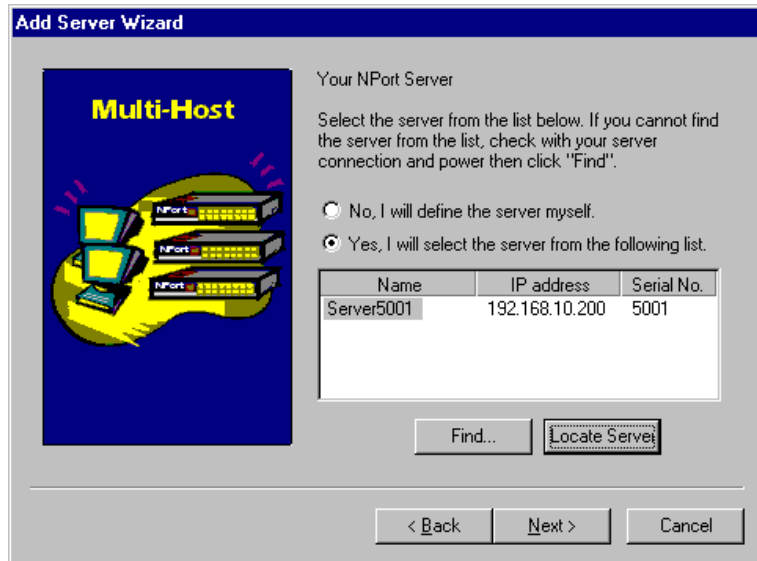 Add Server Wizard
Multi-Host
NPort
NPort
NPort
Your NPort Server
Select the server from the list below. If you cannot find
the server from the list, check with your server
connection and power then click "Find".
No, I will define the server myself.
Yes, I will select the server from the following list.
Name IP address Serial No.
Server5001 192.168.10.200 5001
Find... Locate Server
< Back Next > Cancel